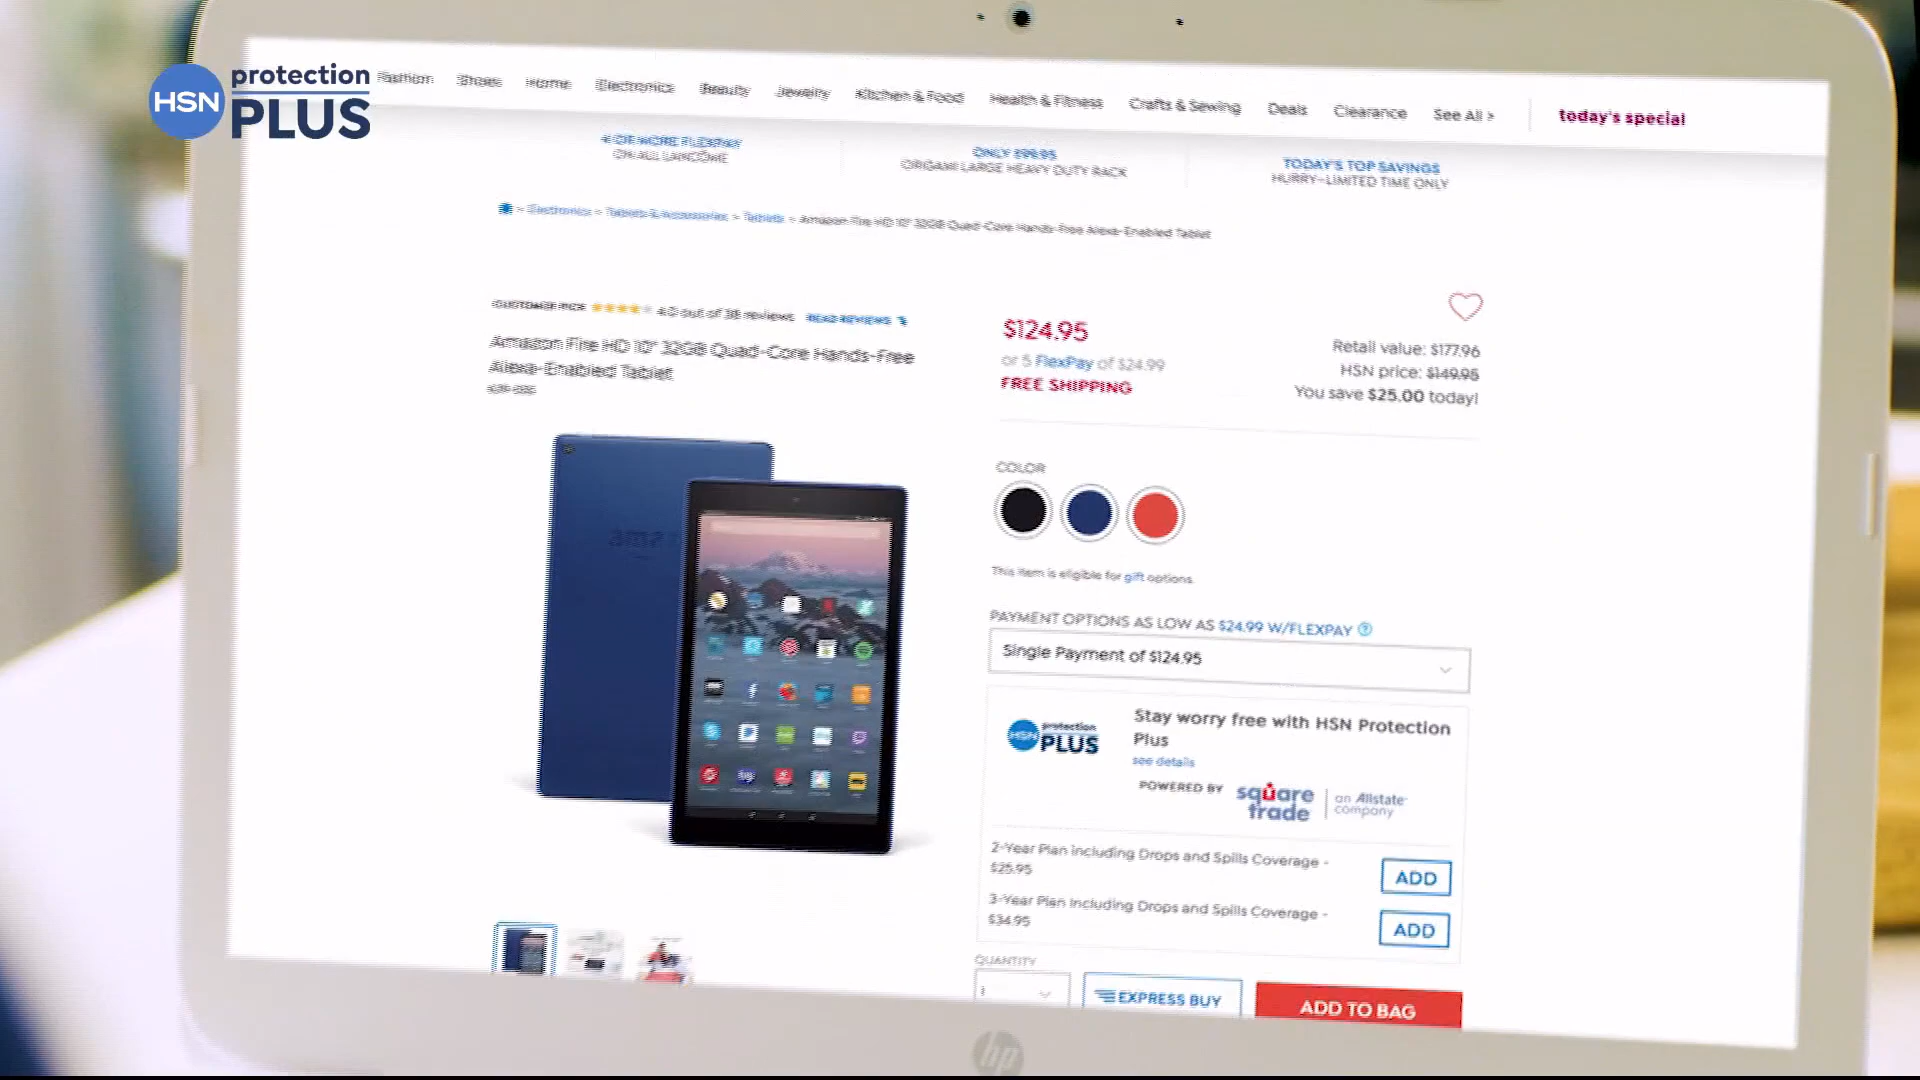 HSN protection PLUS
Fashion Shoes Home Electronics Beauty Jewelry Kitchen & Food Health & Fitness Crafts & Sewing Deals Clearance See All > today's special
4 OR MORE FLEXPAY
ON ALL LANCÔME
ONLY $99.95
ORIGAMI LARGE HEAVY DUTY RACK
TODAY'S TOP SAVINGS
HURRY–LIMITED TIME ONLY
> Electronics > Tablets & Accessories > Tablets > Amazon Fire HD 10" 32GB Quad-Core Hands-Free Alexa-Enabled Tablet
CUSTOMER PICK 4.0 out of 38 reviews READ REVIEWS
Amazon Fire HD 10" 32GB Quad-Core Hands-Free
Alexa-Enabled Tablet
$124.95
or 5 FlexPay of $24.99
FREE SHIPPING
Retail value: $177.96
HSN price: $149.95
You save $25.00 today!
COLOR
This item is eligible for gift options.
PAYMENT OPTIONS AS LOW AS $24.99 W/FLEXPAY ?
Single Payment of $124.95
HSN protection PLUS
Stay worry free with HSN Protection
Plus
see details
POWERED BY square trade | an Allstate company
2-Year Plan including Drops and Spills Coverage -
$25.95
ADD
3-Year Plan including Drops and Spills Coverage -
$34.95
ADD
QUANTITY
1
EXPRESS BUY
ADD TO BAG
hp